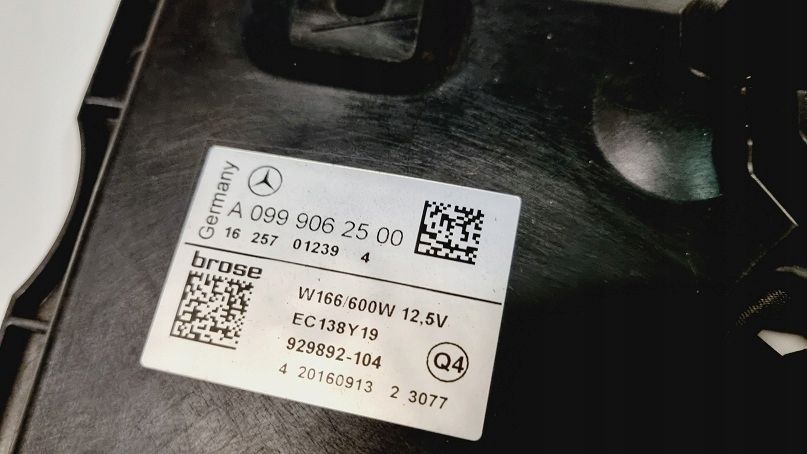 Germany
A 099 906 25 00
16 257 01239 4
brose
W166/600W 12,5V
EC138Y19
929892-104
Q4
4 20160913 2 3077